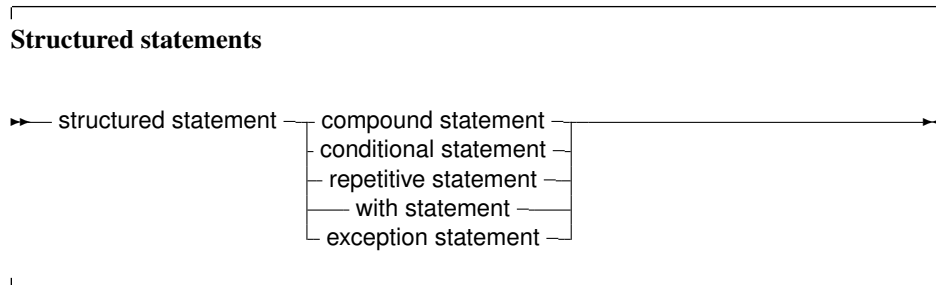 Structured statements
structured statement compound statement
conditional statement
repetitive statement
with statement
exception statement